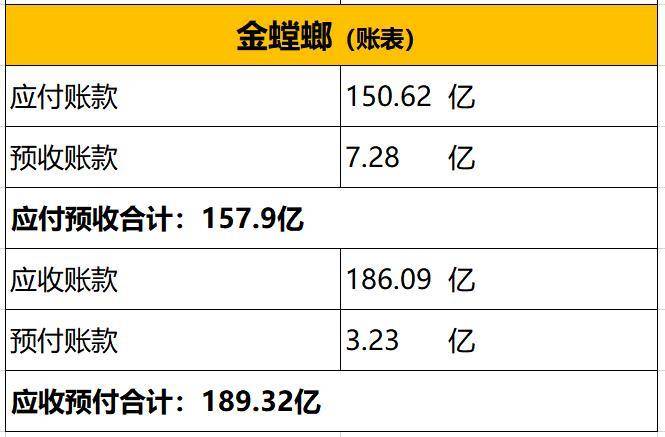 金螳螂（账表）
应付账款 150.62 亿
预收账款 7.28 亿
应付预收合计：157.9亿
应收账款 186.09 亿
预付账款 3.23 亿
应收预付合计：189.32亿